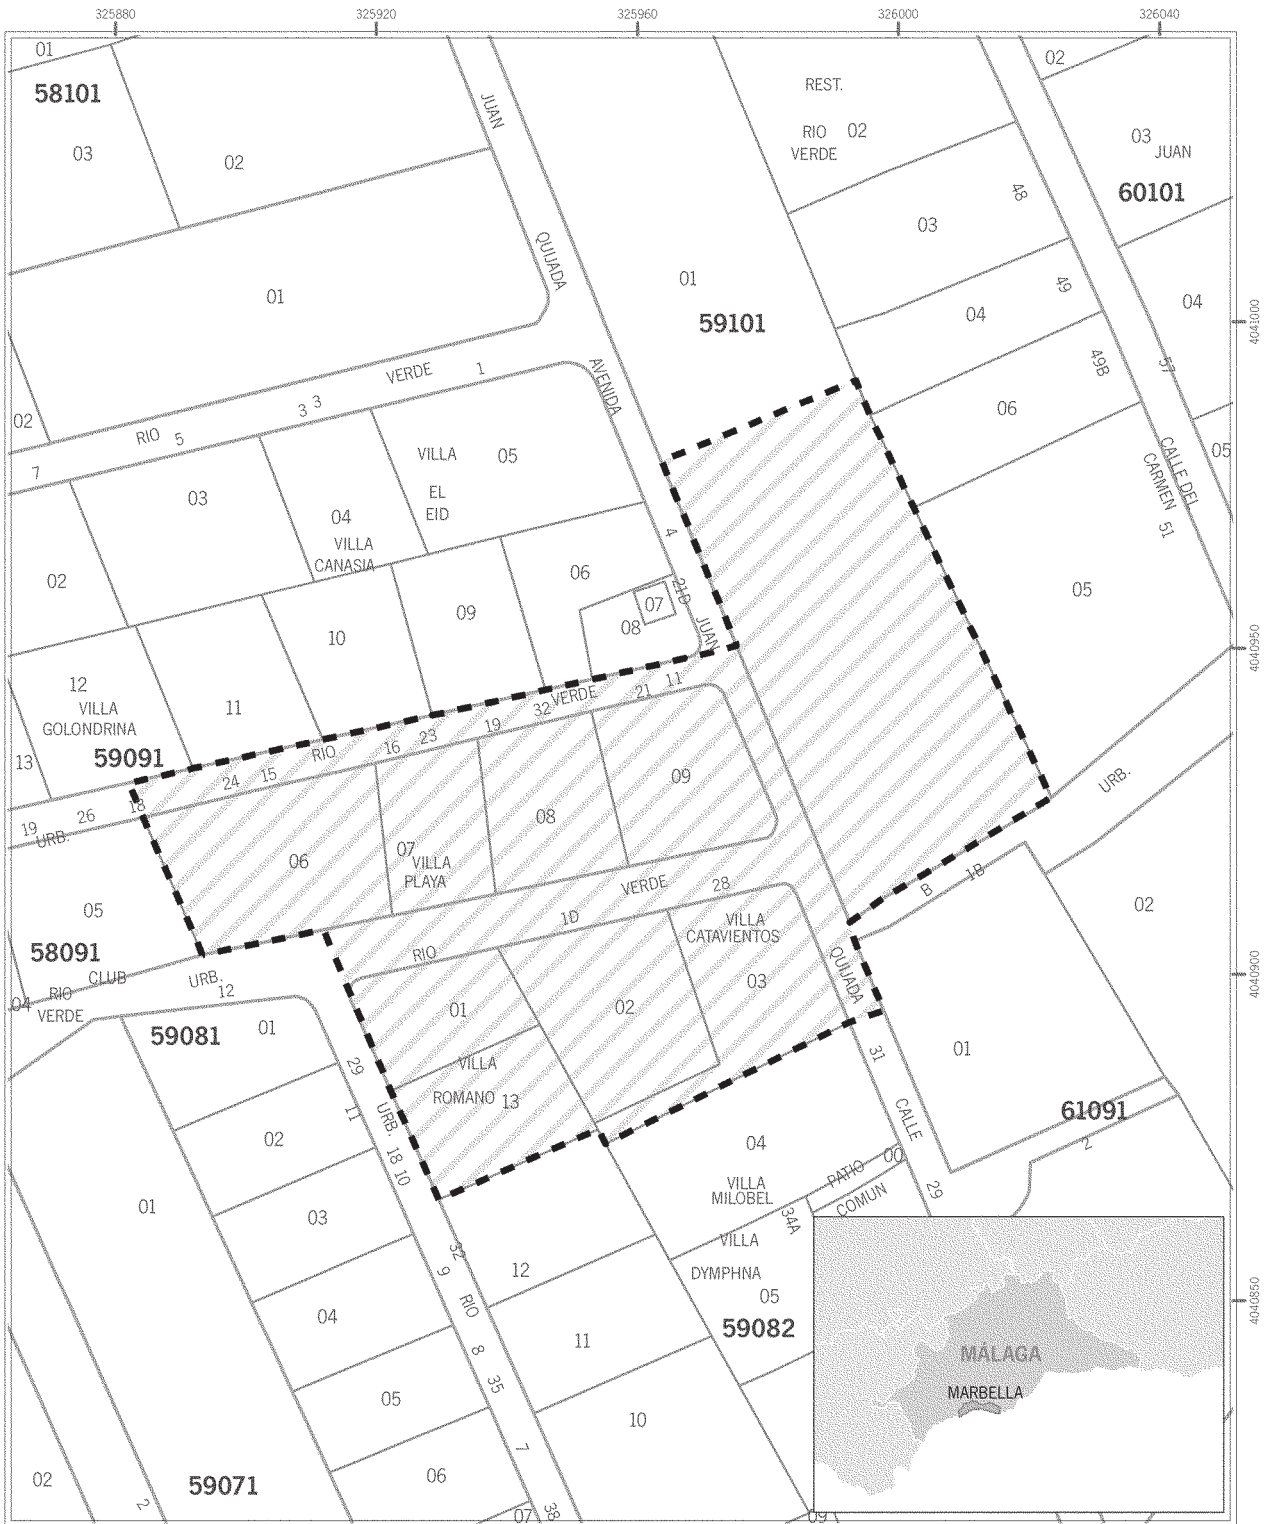 325880
325920
325960
326000
326040
01
58101
03
02
JUAN
REST.
RIO 02
VERDE
02
03
JUAN
60101
48
03
QUIJADA
01
59101
01
49
04
04
4041000
VERDE
1
3 3
RIO
5
7
02
AVENIDA
49B
57
06
05
CALLE DEL
CARMEN
51
VILLA
05
EL
EID
03
04
VILLA
CANASIA
4
02
06
21D
07
08
JUAN
05
09
10
4040950
12
VILLA
GOLONDRINA
11
13
59091
VERDE
21
11
32
19
23
16
RIO
15
24
18
26
19
URB.
09
08
07
VILLA
PLAYA
06
URB.
VERDE
28
B
1B
02
05
58091
1D
VILLA
CATAVIENTOS
RIO
03
QUIJADA
4040900
CLUB
RIO
VERDE
04
URB.
12
59081
01
01
02
VILLA
ROMANO
13
29
11
URB.
18
10
31
01
61091
2
CALLE
02
04
VILLA
MILOBEL
PATIO
00
COMUN
29
34A
01
03
32
9
12
VILLA
DYMPHNA
05
59082
RIO
04
11
8
35
4040850
05
10
7
06
02
2
59071
07
38
09
MÁLAGA
MARBELLA